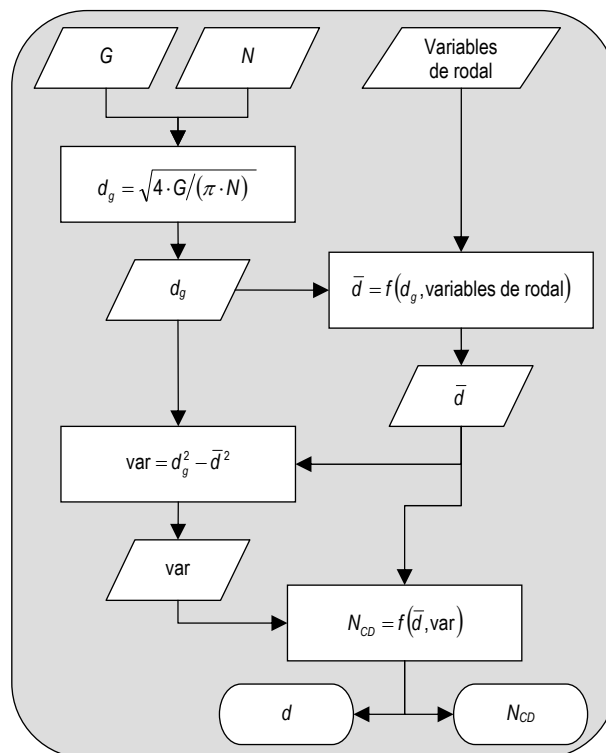 G
N
Variables
de rodal
d_g = √4·G/(π·N)
d_g
d̅ = f(d_g, variables de rodal)
d̅
var = d_g² − d̅²
var
N_CD = f(d̅, var)
d
N_CD